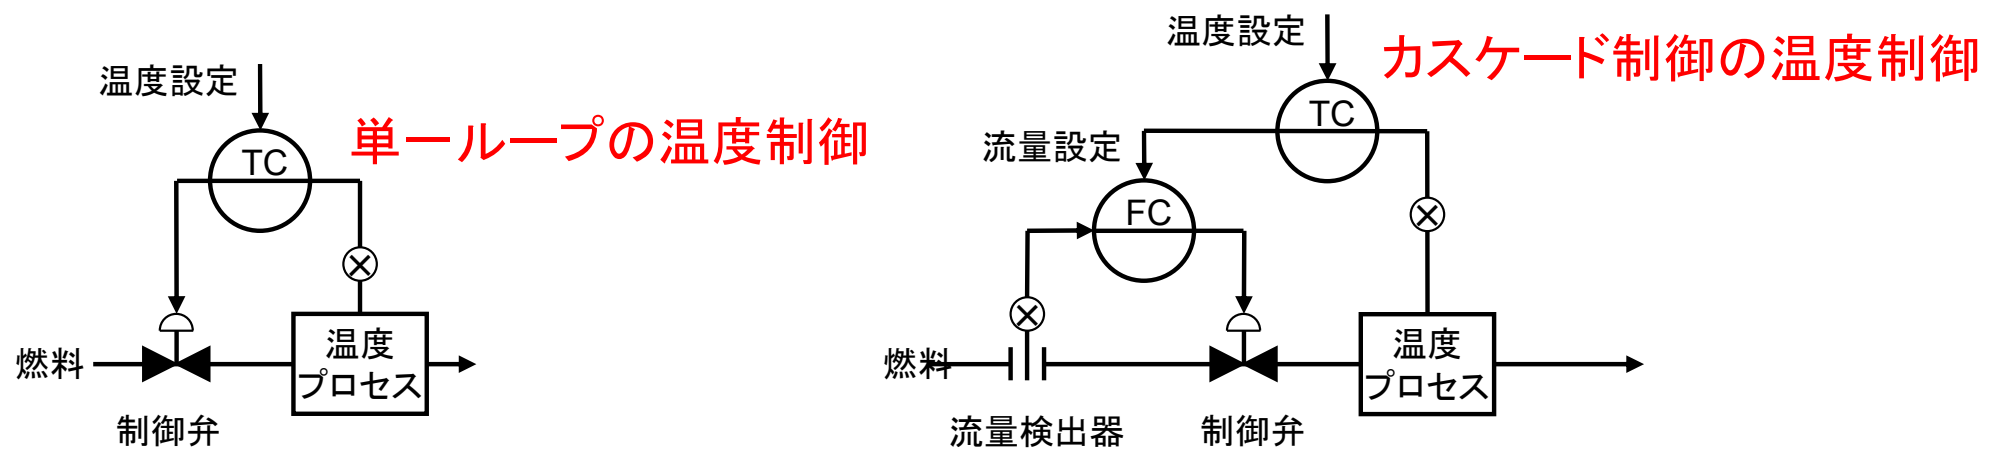 温度設定
単一ループの温度制御
TC
燃料
温度
プロセス
制御弁
温度設定
カスケード制御の温度制御
TC
流量設定
FC
燃料
温度
プロセス
流量検出器
制御弁